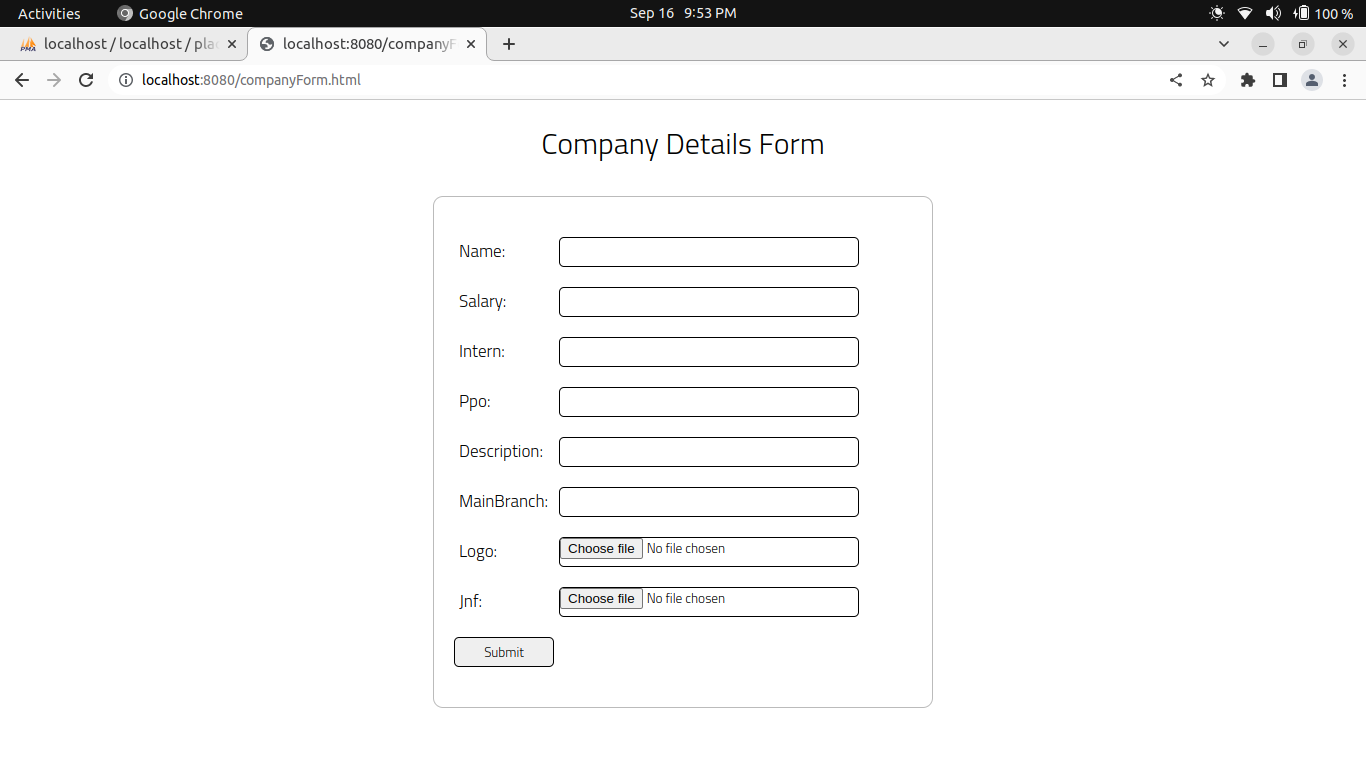 Activities Google Chrome Sep 16 9:53 PM 100 %
localhost / localhost / pla localhost:8080/companyF
localhost:8080/companyForm.html
Company Details Form
Name:
Salary:
Intern:
Ppo:
Description:
MainBranch:
Logo: Choose file No file chosen
Jnf: Choose file No file chosen
Submit